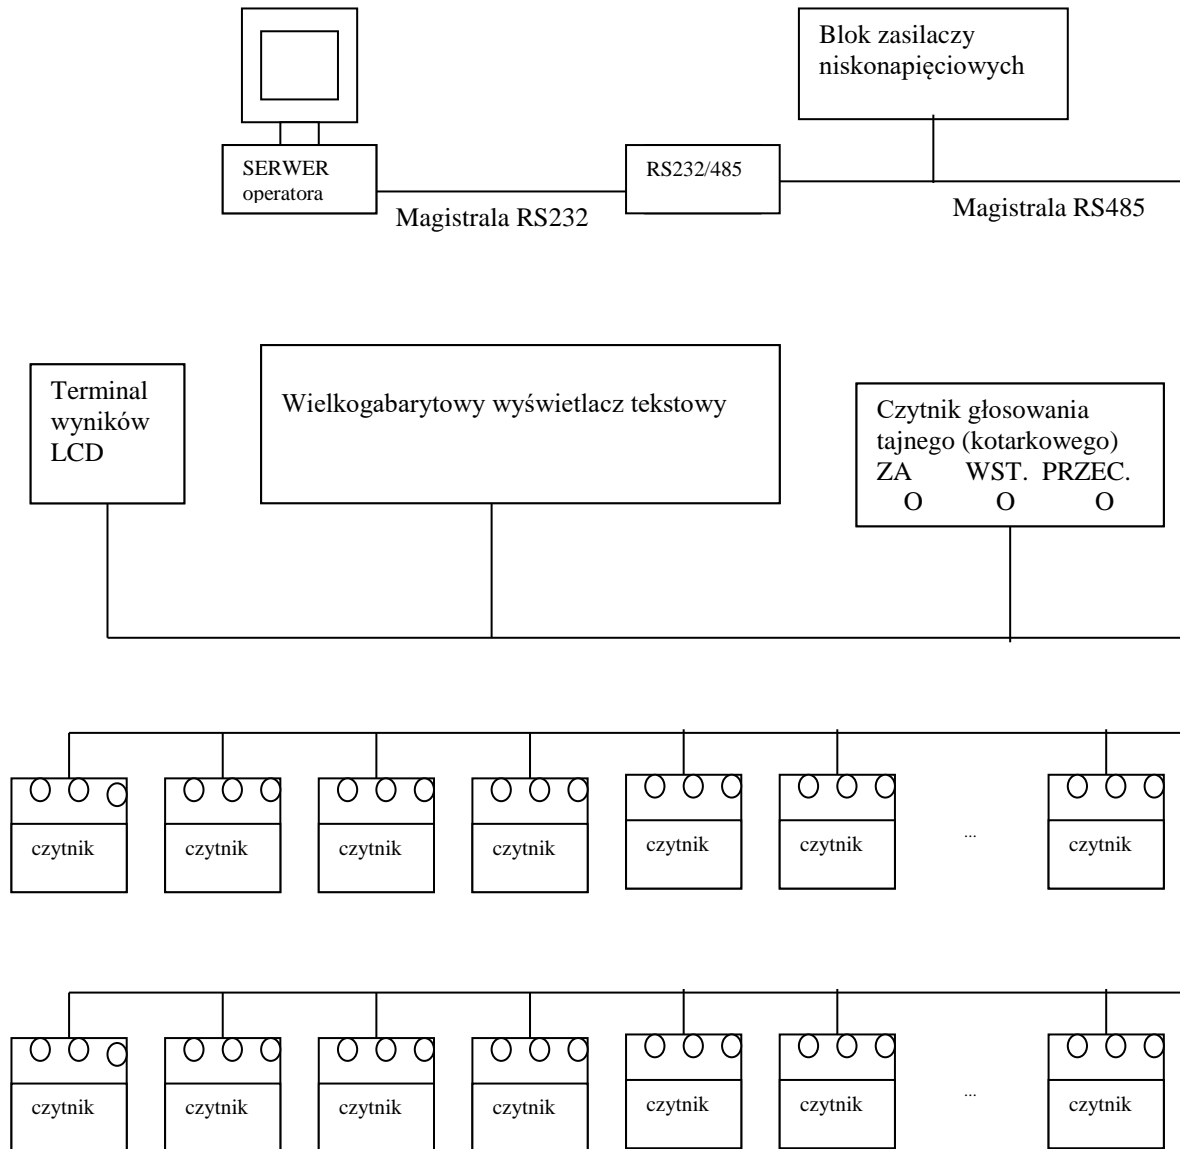 Blok zasilaczy
niskonapięciowych
SERWER
operatora
RS232/485
Magistrala RS232
Magistrala RS485
Terminal
wyników
LCD
Wielkogabarytowy wyświetlacz tekstowy
Czytnik głosowania
tajnego (kotarkowego)
ZA WST. PRZEC.
O O O
czytnik czytnik czytnik czytnik czytnik czytnik ... czytnik
czytnik czytnik czytnik czytnik czytnik czytnik ... czytnik